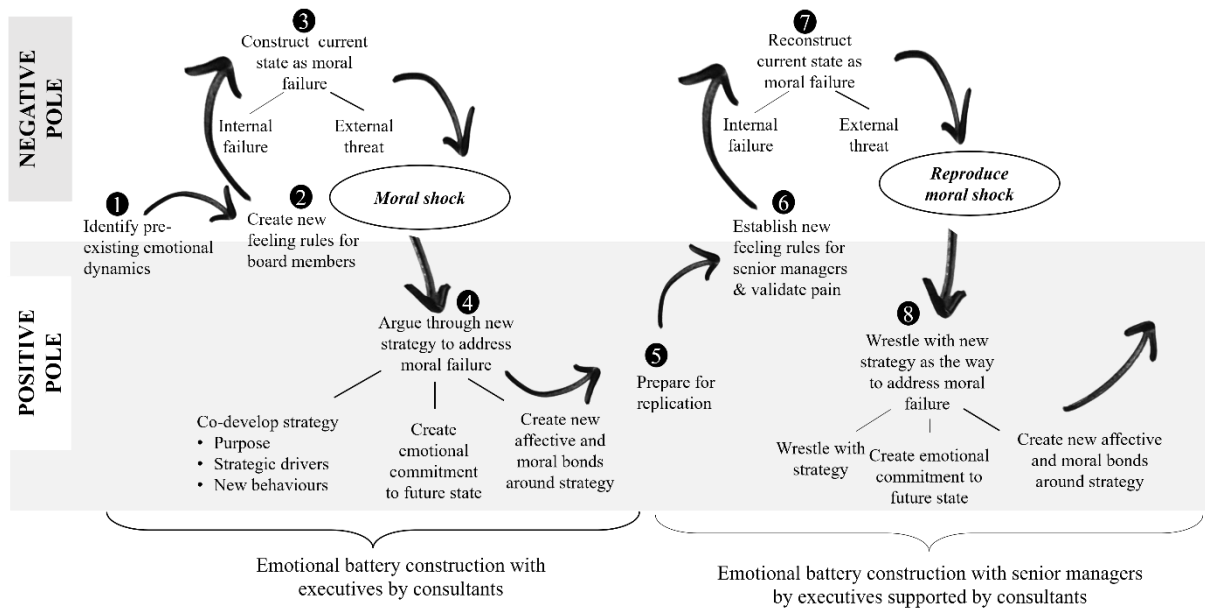 NEGATIVE
POLE
POSITIVE
POLE
1
Identify pre-
existing emotional
dynamics
2
Create new
feeling rules for
board members
3
Construct current
state as moral
failure
Internal
failure
External
threat
Moral shock
4
Argue through new
strategy to address
moral failure
Co-develop strategy
• Purpose
• Strategic drivers
• New behaviours
Create
emotional
commitment
to future state
Create new
affective and
moral bonds
around strategy
5
Prepare for
replication
6
Establish new
feeling rules for
senior managers
& validate pain
7
Reconstruct
current state as
moral failure
Internal
failure
External
threat
Reproduce
moral shock
8
Wrestle with new
strategy as the way
to address moral
failure
Wrestle with
strategy
Create emotional
commitment to
future state
Create new affective
and moral bonds
around strategy
Emotional battery construction with
executives by consultants
Emotional battery construction with senior managers
by executives supported by consultants